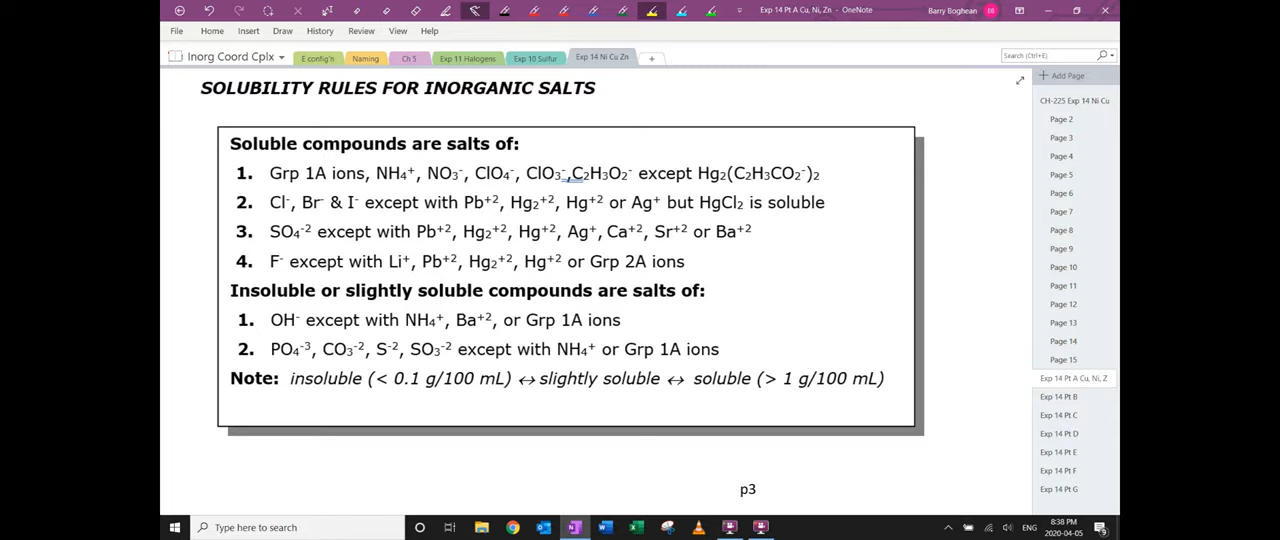 Exp 14 Pt A Cu, Ni, Zn - OneNote
Barry Boghean
File Home Insert Draw History Review View Help
Inorg Coord Cplx
E config'n
Naming
Ch 5
Exp 11 Halogens
Exp 10 Sulfur
Exp 14 Ni Cu Zn
Search (Ctrl+E)
SOLUBILITY RULES FOR INORGANIC SALTS
Soluble compounds are salts of:
1. Grp 1A ions, NH₄⁺, NO₃⁻, ClO₄⁻, ClO₃⁻,C₂H₃O₂⁻ except Hg₂(C₂H₃CO₂⁻)₂
2. Cl⁻, Br⁻ & I⁻ except with Pb⁺², Hg₂⁺², Hg⁺² or Ag⁺ but HgCl₂ is soluble
3. SO₄⁻² except with Pb⁺², Hg₂⁺², Hg⁺², Ag⁺, Ca⁺², Sr⁺² or Ba⁺²
4. F⁻ except with Li⁺, Pb⁺², Hg₂⁺², Hg⁺² or Grp 2A ions
Insoluble or slightly soluble compounds are salts of:
1. OH⁻ except with NH₄⁺, Ba⁺², or Grp 1A ions
2. PO₄⁻³, CO₃⁻², S⁻², SO₃⁻² except with NH₄⁺ or Grp 1A ions
Note: insoluble (< 0.1 g/100 mL) ↔ slightly soluble ↔ soluble (> 1 g/100 mL)
p3
Add Page
CH-225 Exp 14 Ni Cu
Page 2
Page 3
Page 4
Page 5
Page 6
Page 7
Page 8
Page 9
Page 10
Page 11
Page 12
Page 13
Page 14
Page 15
Exp 14 Pt A Cu, Ni, Z
Exp 14 Pt B
Exp 14 Pt C
Exp 14 Pt D
Exp 14 Pt E
Exp 14 Pt F
Exp 14 Pt G
Type here to search
ENG
8:38 PM
2020-04-05